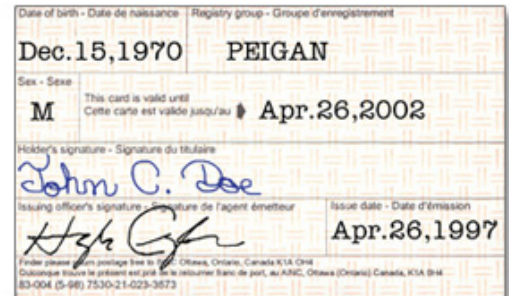 Date of birth - Date de naissance Registry group - Groupe d'enregistrement
Dec.15,1970 PEIGAN
Sex - Sexe
M
This card is valid until
Cette carte est valide jusqu'au Apr.26,2002
Holder's signature - Signature du titulaire
John C. Doe
Issuing officer's signature - Signature de l'agent émetteur Issue date - Date d'émission
Apr.26,1997
Finder please return postage free to INAC Ottawa, Ontario, Canada K1A OH4
Quiconque trouve le présent est prié de le retourner franc de port, au AINC, Ottawa (Ontario) Canada, K1A 0H4
83-004 (5-98) 7530-21-023-3573